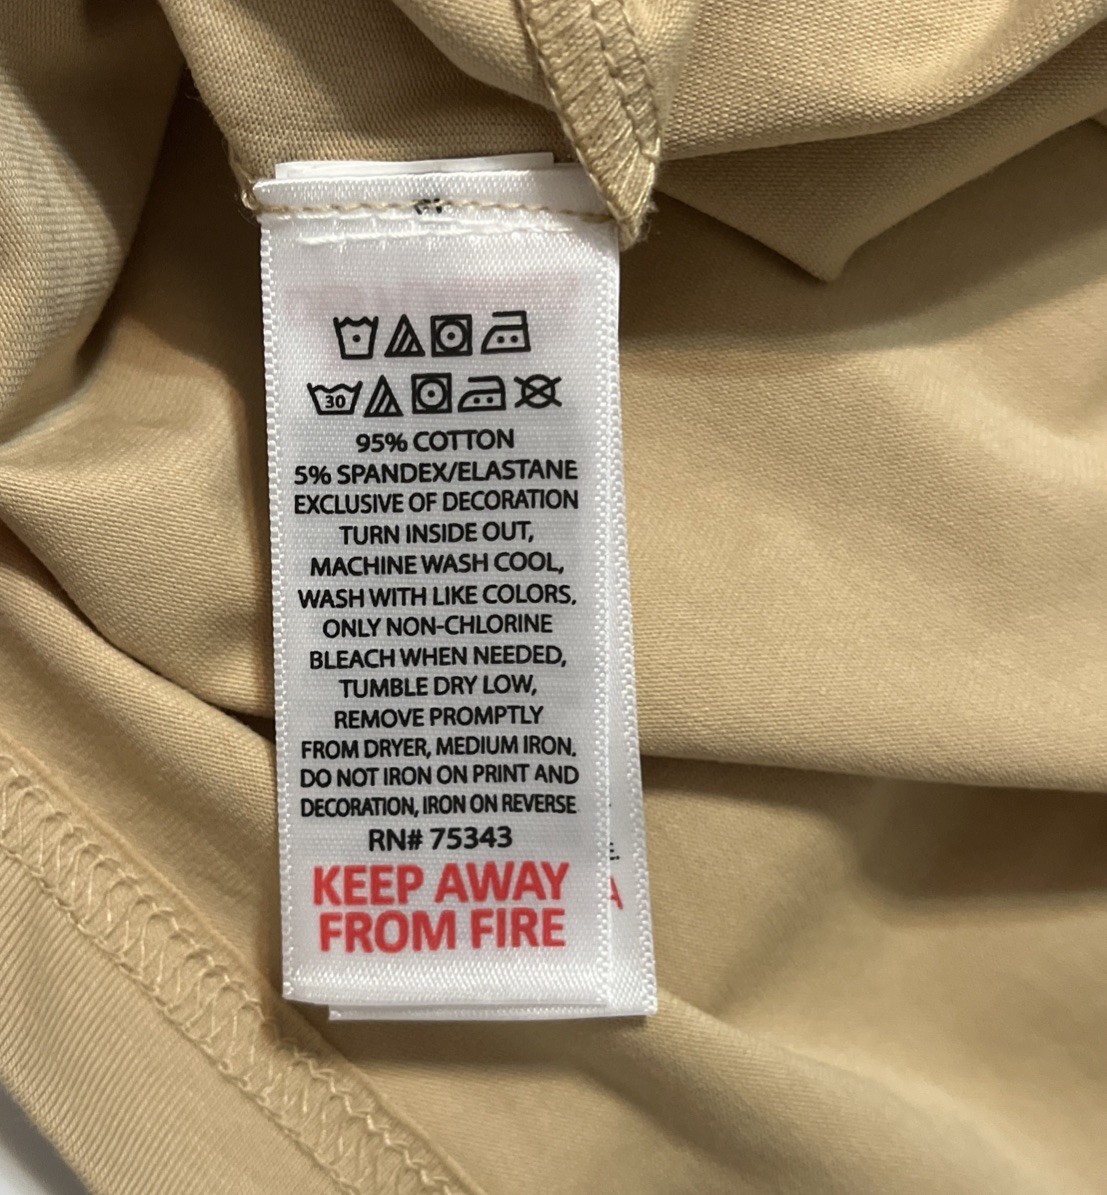 30
95% COTTON
5% SPANDEX/ELASTANE
EXCLUSIVE OF DECORATION
TURN INSIDE OUT,
MACHINE WASH COOL,
WASH WITH LIKE COLORS,
ONLY NON-CHLORINE
BLEACH WHEN NEEDED,
TUMBLE DRY LOW,
REMOVE PROMPTLY
FROM DRYER, MEDIUM IRON.
DO NOT IRON ON PRINT AND
DECORATION, IRON ON REVERSE
RN# 75343
KEEP AWAY
FROM FIRE